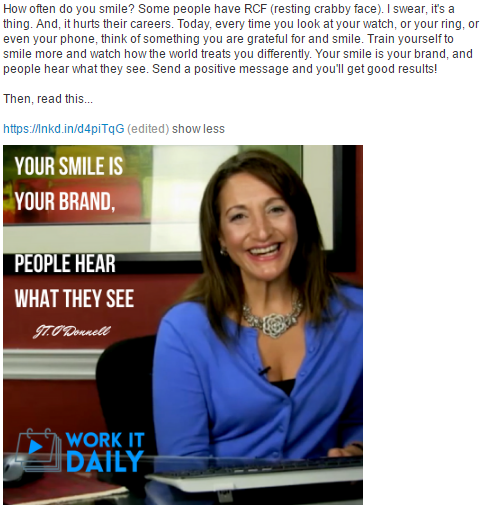 How often do you smile? Some people have RCF (resting crabby face). I swear, it's a
thing. And, it hurts their careers. Today, every time you look at your watch, or your ring, or
even your phone, think of something you are grateful for and smile. Train yourself to
smile more and watch how the world treats you differently. Your smile is your brand, and
people hear what they see. Send a positive message and you'll get good results!
Then, read this...
https://lnkd.in/d4piTqG (edited) show less
YOUR SMILE IS
YOUR BRAND,
PEOPLE HEAR
WHAT THEY SEE
J.T. O'Donnell
WORK IT
DAILY